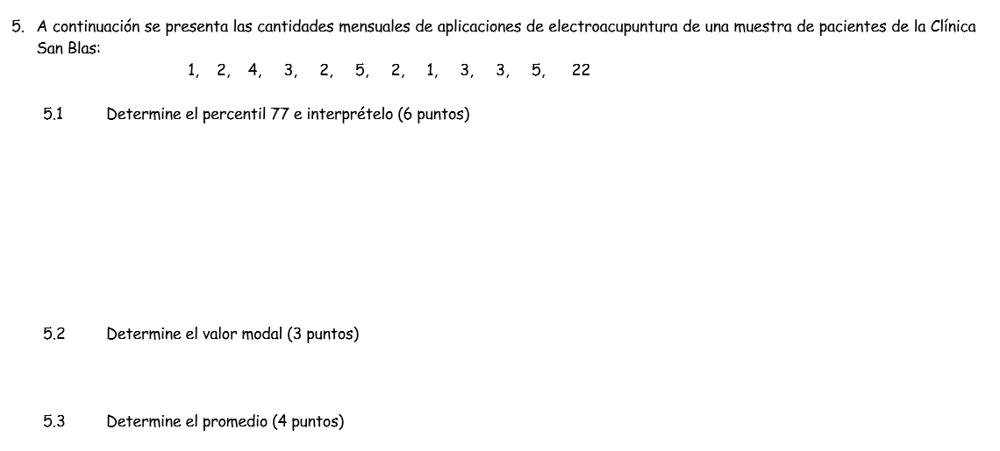 5. A continuación se presenta las cantidades mensuales de aplicaciones de electroacupuntura de una muestra de pacientes de la Clínica
San Blas:
1, 2, 4, 3, 2, 5, 2, 1, 3, 3, 5, 22
5.1 Determine el percentil 77 e interprételo (6 puntos)
5.2 Determine el valor modal (3 puntos)
5.3 Determine el promedio (4 puntos)